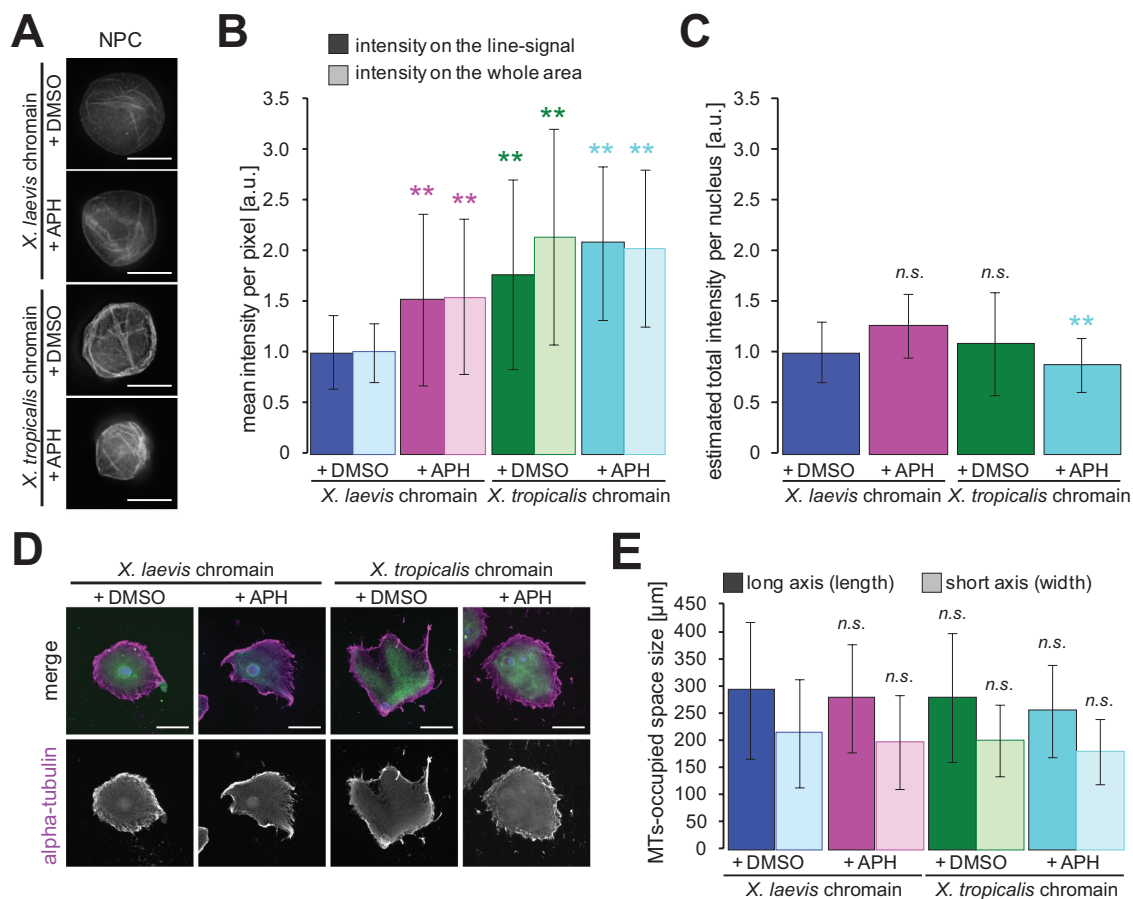 A
NPC
X. laevis chromain
+ DMSO
+ APH
X. tropicalis chromain
+ DMSO
+ APH
B
intensity on the line-signal
intensity on the whole area
mean intensity per pixel [a.u.]
3.5
3.0
2.5
2.0
1.5
1.0
0.5
0
** ** ** ** ** **
+ DMSO + APH + DMSO + APH
X. laevis chromain X. tropicalis chromain
C
estimated total intensity per nucleus [a.u.]
3.5
3.0
2.5
2.0
1.5
1.0
0.5
0
n.s. n.s. **
+ DMSO + APH + DMSO + APH
X. laevis chromain X. tropicalis chromain
D
X. laevis chromain X. tropicalis chromain
+ DMSO + APH + DMSO + APH
merge
alpha-tubulin
E
long axis (length) short axis (width)
MTs-occupied space size [µm]
450
400
350
300
250
200
150
100
50
0
n.s. n.s. n.s. n.s. n.s. n.s.
+ DMSO + APH + DMSO + APH
X. laevis chromain X. tropicalis chromain